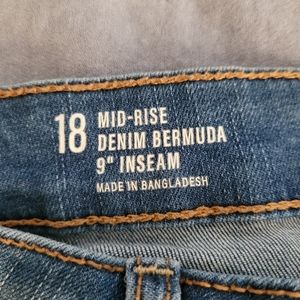 18 MID-RISE
DENIM BERMUDA
9" INSEAM
MADE IN BANGLADESH